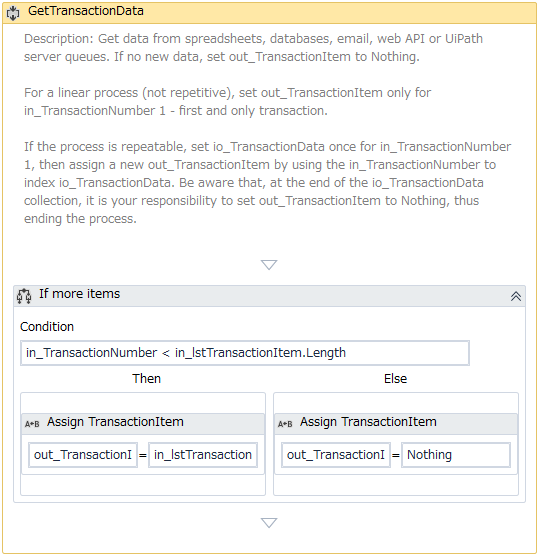 GetTransactionData
Description: Get data from spreadsheets, databases, email, web API or UiPath
server queues. If no new data, set out_TransactionItem to Nothing.
For a linear process (not repetitive), set out_TransactionItem only for
in_TransactionNumber 1 - first and only transaction.
If the process is repeatable, set io_TransactionData once for in_TransactionNumber
1, then assign a new out_TransactionItem by using the in_TransactionNumber to
index io_TransactionData. Be aware that, at the end of the io_TransactionData
collection, it is your responsibility to set out_TransactionItem to Nothing, thus
ending the process.
If more items
Condition
in_TransactionNumber < in_lstTransactionItem.Length
Then
Else
A+B Assign TransactionItem
out_TransactionI = in_lstTransaction
A+B Assign TransactionItem
out_TransactionI = Nothing